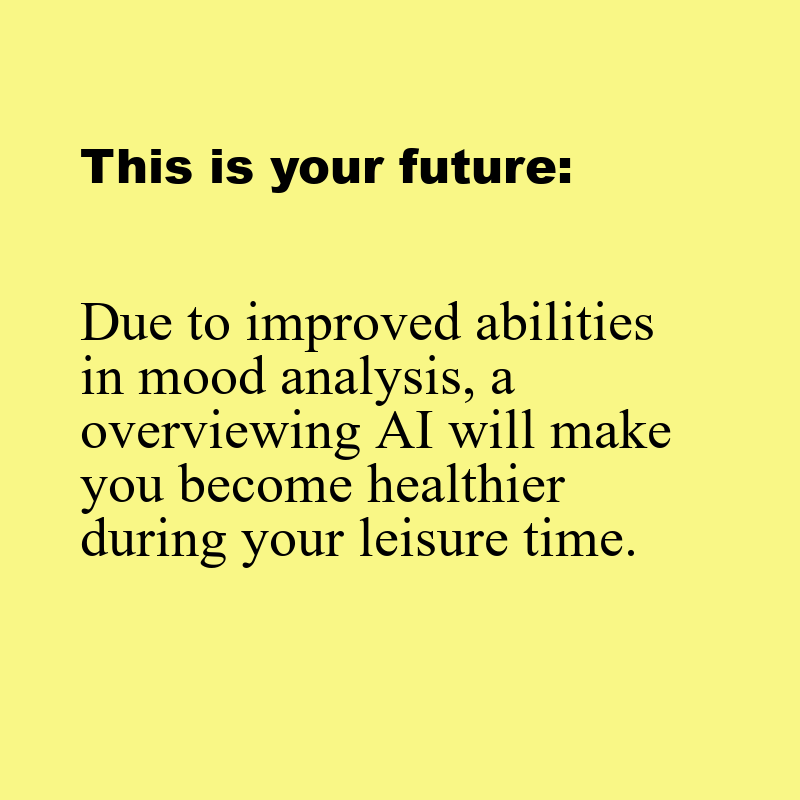 This is your future:
Due to improved abilities
in mood analysis, a
overviewing AI will make
you become healthier
during your leisure time.